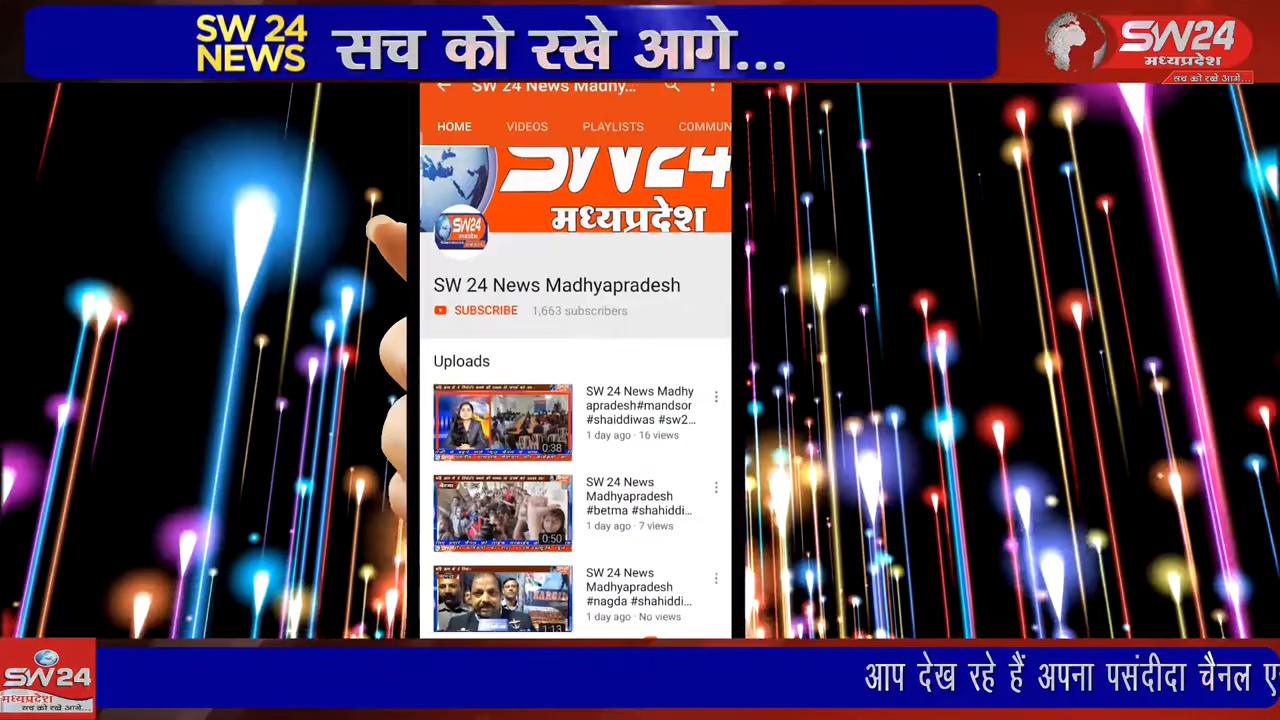 SW 24
NEWS
सच को रखे आगे...
SW24
मध्यप्रदेश
सच को रखे आगे...
SW 24 News Madhy...
HOME VIDEOS PLAYLISTS COMMUN
SW24
मध्यप्रदेश
SW24
SW 24 News Madhyapradesh
SUBSCRIBE 1,663 subscribers
Uploads
SW 24 News Madhy
apradesh#mandsor
#shaiddiwas #sw2...
1 day ago · 16 views
0:38
SW 24 News
Madhyapradesh
#betma #shahiddi...
1 day ago · 7 views
0:50
SW 24 News
Madhyapradesh
#nagda #shahiddi...
1 day ago · No views
1:13
SW24
मध्यप्रदेश
सच को रखे आगे...
आप देख रहे हैं अपना पसंदीदा चैनल ए